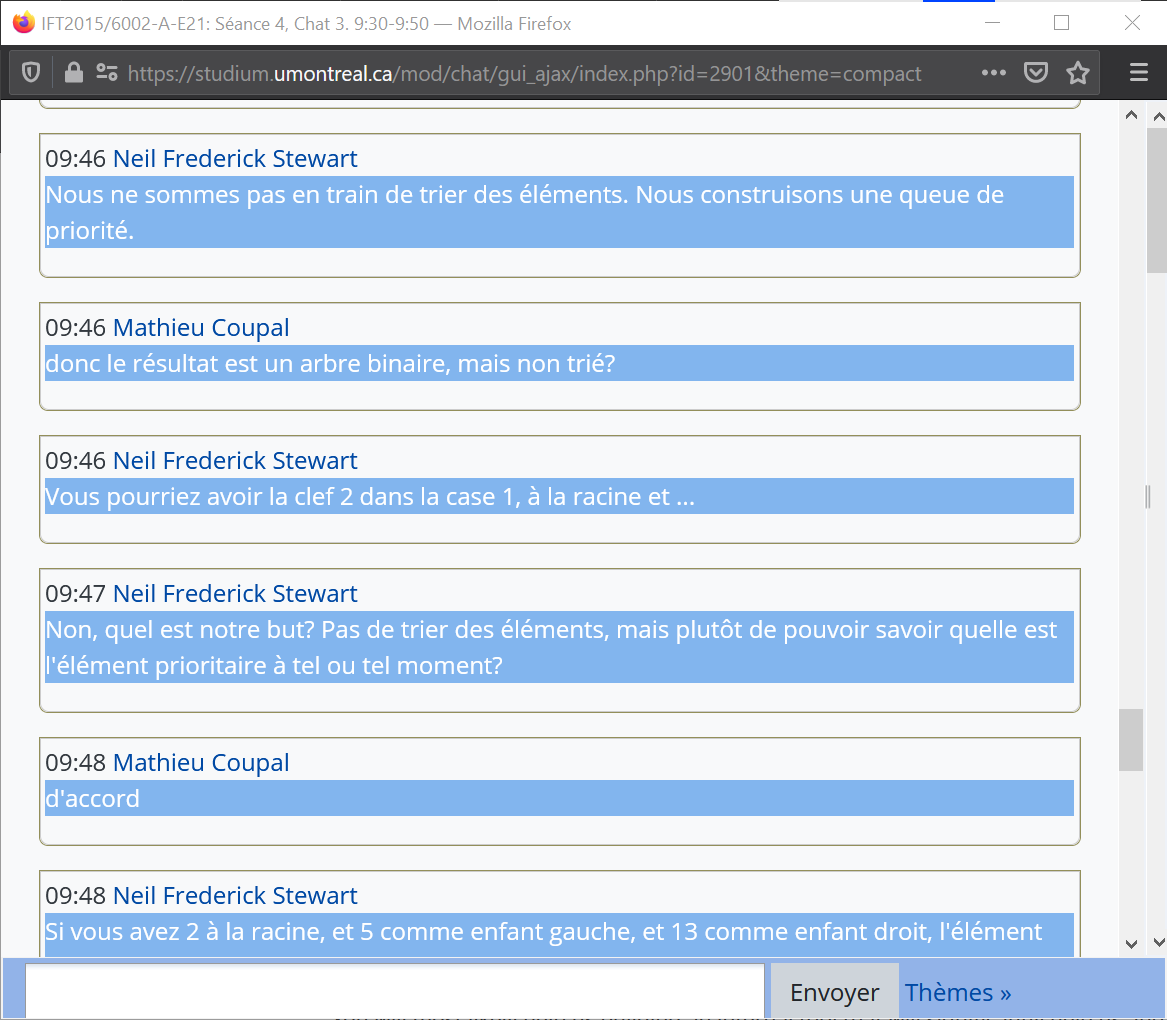 IFT2015/6002-A-E21: Séance 4, Chat 3. 9:30-9:50 — Mozilla Firefox
https://studium.umontreal.ca/mod/chat/gui_ajax/index.php?id=2901&theme=compact
09:46 Neil Frederick Stewart
Nous ne sommes pas en train de trier des éléments. Nous construisons une queue de
priorité.
09:46 Mathieu Coupal
donc le résultat est un arbre binaire, mais non trié?
09:46 Neil Frederick Stewart
Vous pourriez avoir la clef 2 dans la case 1, à la racine et ...
09:47 Neil Frederick Stewart
Non, quel est notre but? Pas de trier des éléments, mais plutôt de pouvoir savoir quelle est
l'élément prioritaire à tel ou tel moment?
09:48 Mathieu Coupal
d'accord
09:48 Neil Frederick Stewart
Si vous avez 2 à la racine, et 5 comme enfant gauche, et 13 comme enfant droit, l'élément
Envoyer Thèmes »